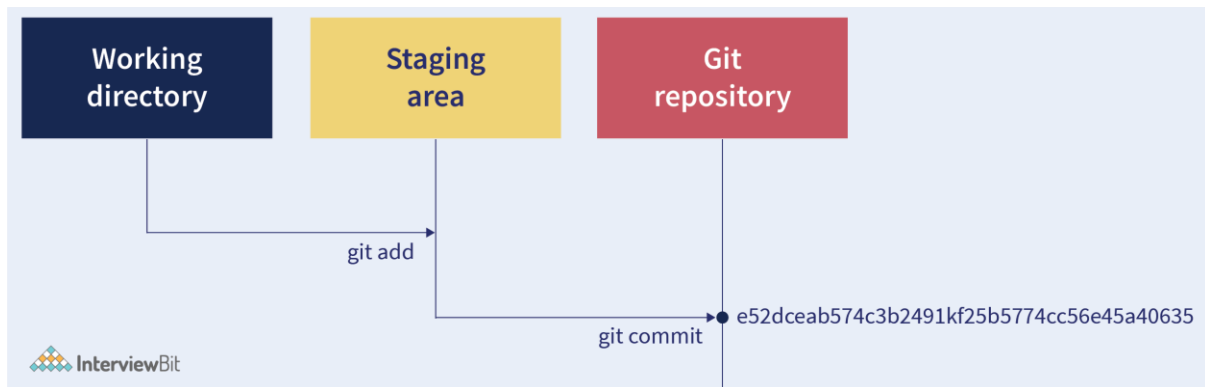 Working
directory
Staging
area
Git
repository
git add
e52dceab574c3b2491kf25b5774cc56e45a40635
git commit
InterviewBit